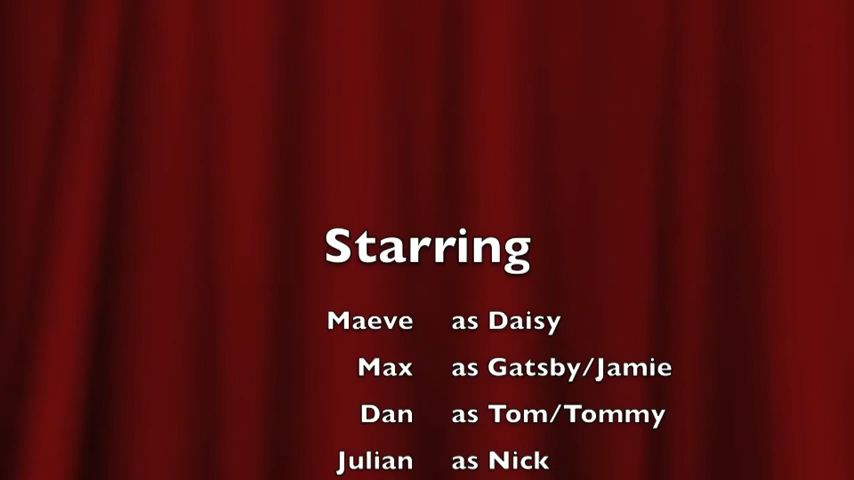 Starring
Maeve as Daisy
Max as Gatsby/Jamie
Dan as Tom/Tommy
Julian as Nick